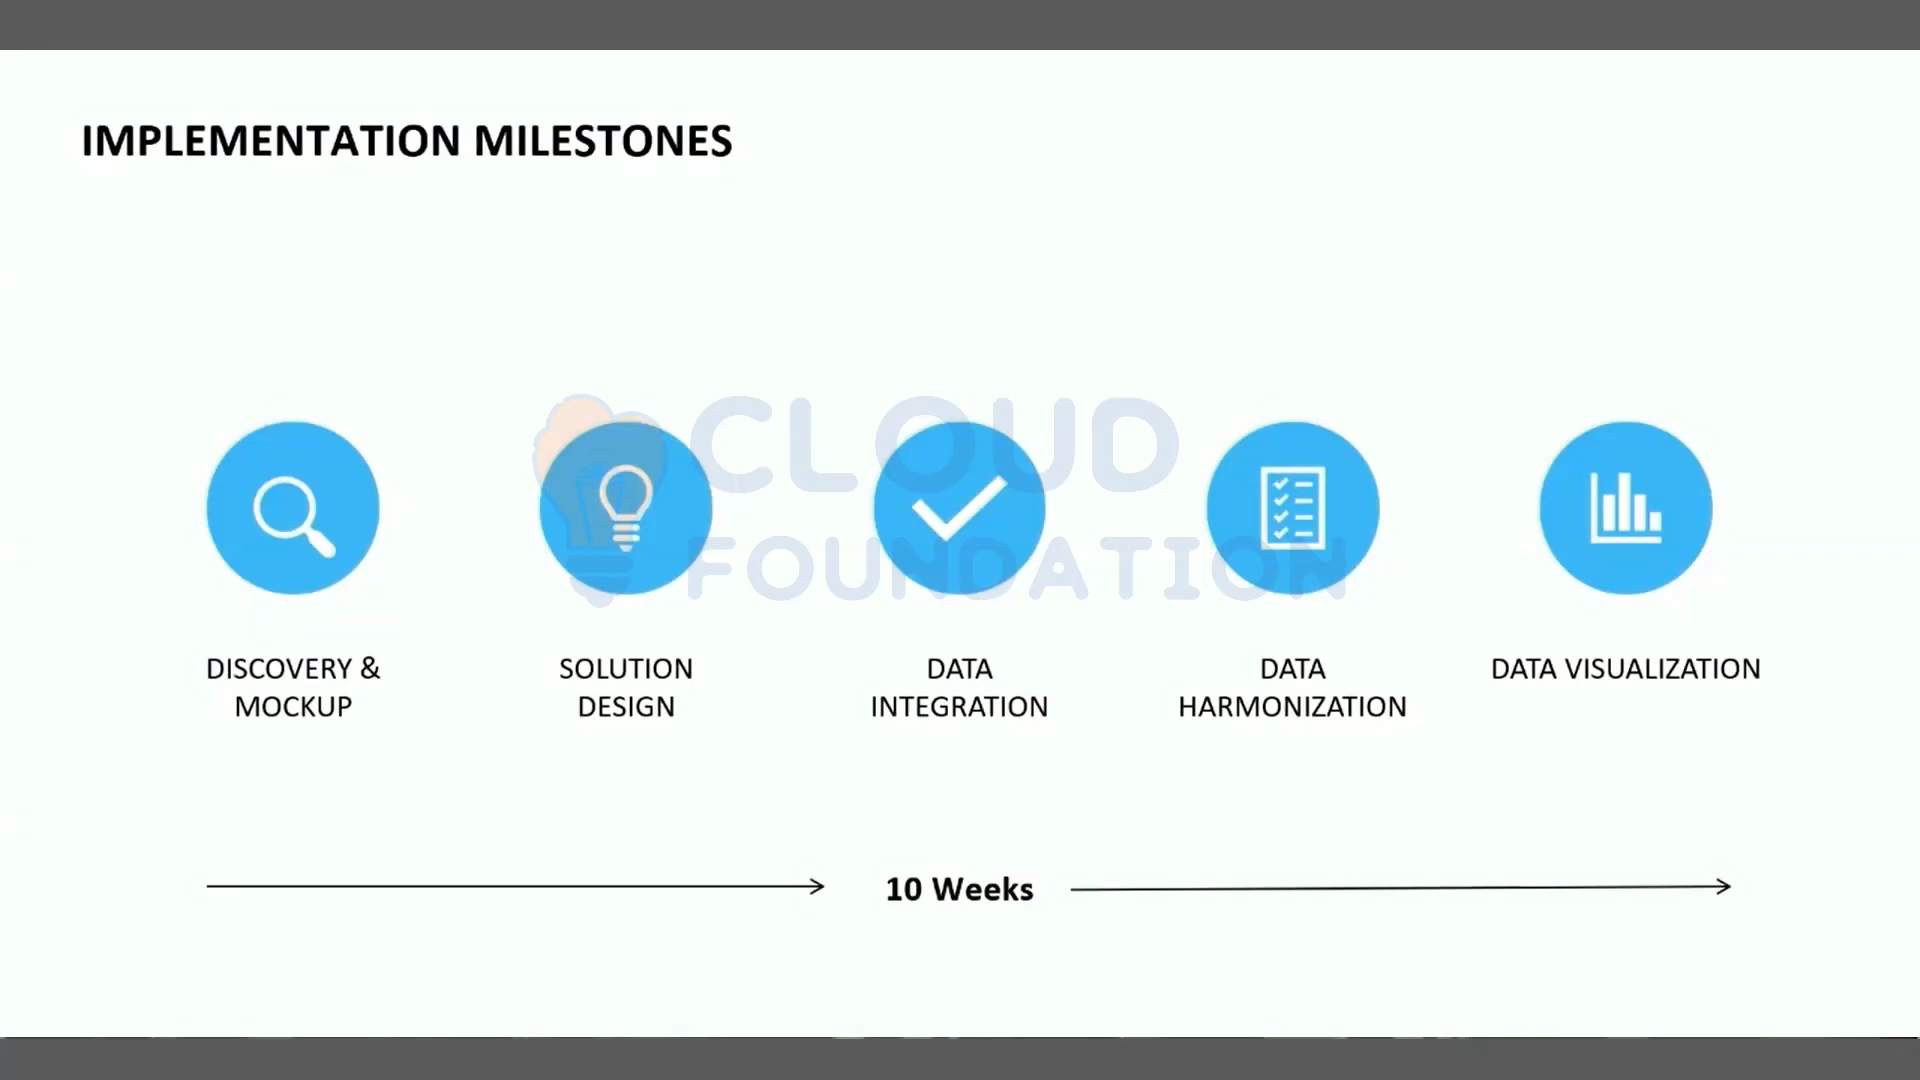 IMPLEMENTATION MILESTONES
CLOUD
FOUNDATION
DISCOVERY &
MOCKUP
SOLUTION
DESIGN
DATA
INTEGRATION
DATA
HARMONIZATION
DATA VISUALIZATION
10 Weeks